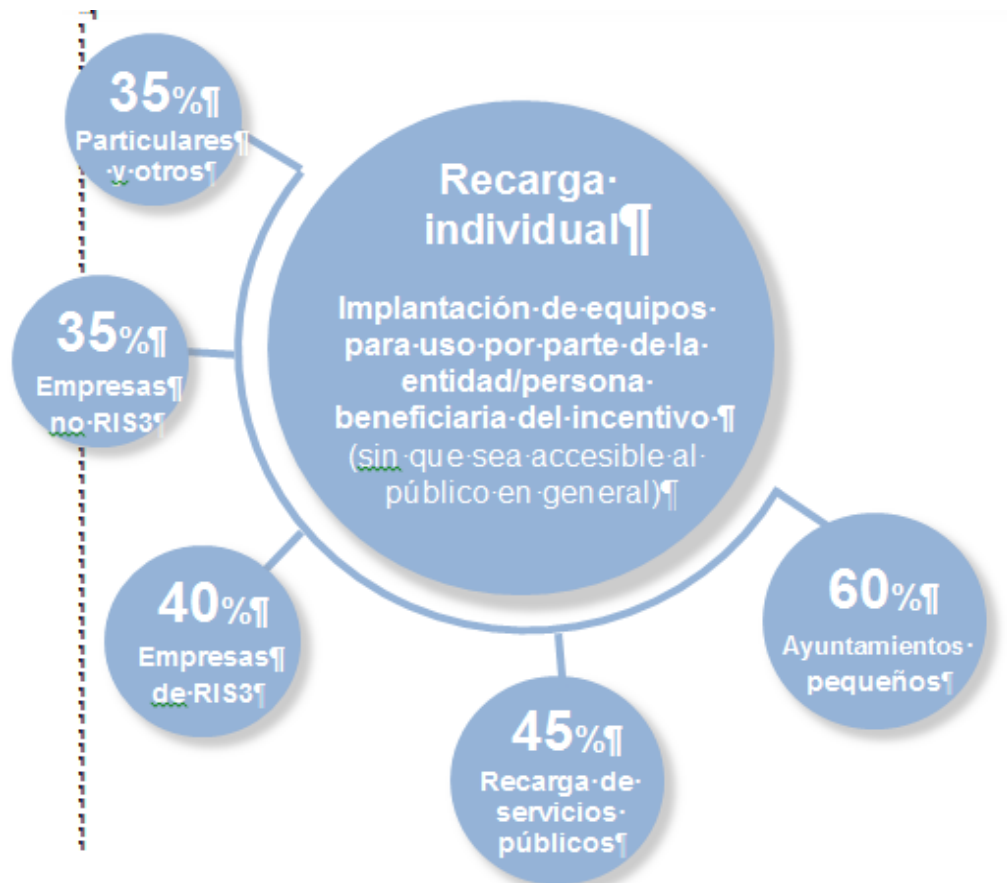 35%¶
Particulares¶
·y·otros¶
Recarga·
individual¶
Implantación·de·equipos·
para·uso·por·parte·de·la·
entidad/persona·
beneficiaria·del·incentivo·¶
(sin·que·sea·accesible·al·
público·en·general)¶
35%¶
Empresas¶
no·RIS3¶
40%¶
Empresas¶
de·RIS3¶
45%¶
Recarga·de·
servicios·
públicos¶
60%¶
Ayuntamientos·
pequeños¶